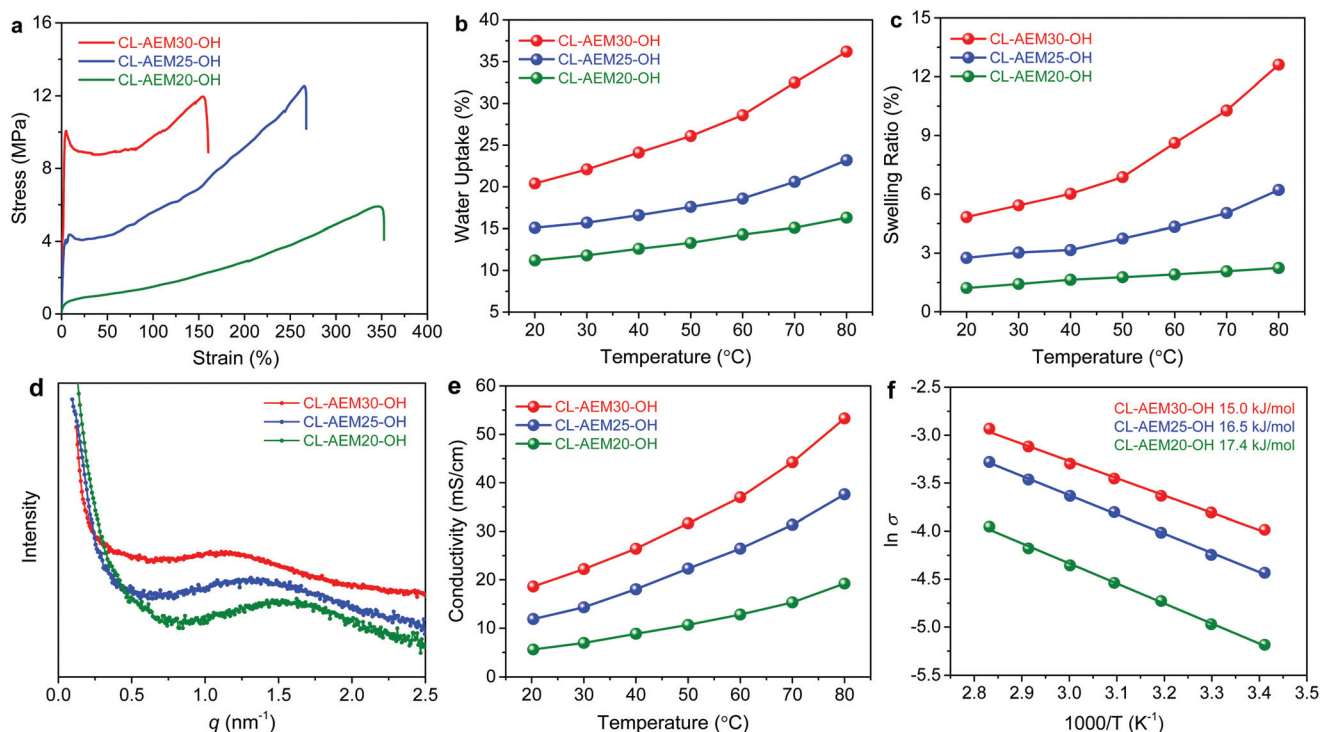 a
CL-AEM30-OH
CL-AEM25-OH
CL-AEM20-OH
Stress (MPa)
16
12
8
4
0
0 50 100 150 200 250 300 350 400
Strain (%)
b
CL-AEM30-OH
CL-AEM25-OH
CL-AEM20-OH
Water Uptake (%)
40
35
30
25
20
15
10
5
20 30 40 50 60 70 80
Temperature (°C)
c
CL-AEM30-OH
CL-AEM25-OH
CL-AEM20-OH
Swelling Ratio (%)
15
12
9
6
3
0
20 30 40 50 60 70 80
Temperature (°C)
d
CL-AEM30-OH
CL-AEM25-OH
CL-AEM20-OH
Intensity
0.0 0.5 1.0 1.5 2.0 2.5
q (nm⁻¹)
e
CL-AEM30-OH
CL-AEM25-OH
CL-AEM20-OH
Conductivity (mS/cm)
60
50
40
30
20
10
0
20 30 40 50 60 70 80
Temperature (°C)
f
CL-AEM30-OH 15.0 kJ/mol
CL-AEM25-OH 16.5 kJ/mol
CL-AEM20-OH 17.4 kJ/mol
ln σ
-2.5
-3.0
-3.5
-4.0
-4.5
-5.0
-5.5
2.8 2.9 3.0 3.1 3.2 3.3 3.4 3.5
1000/T (K⁻¹)